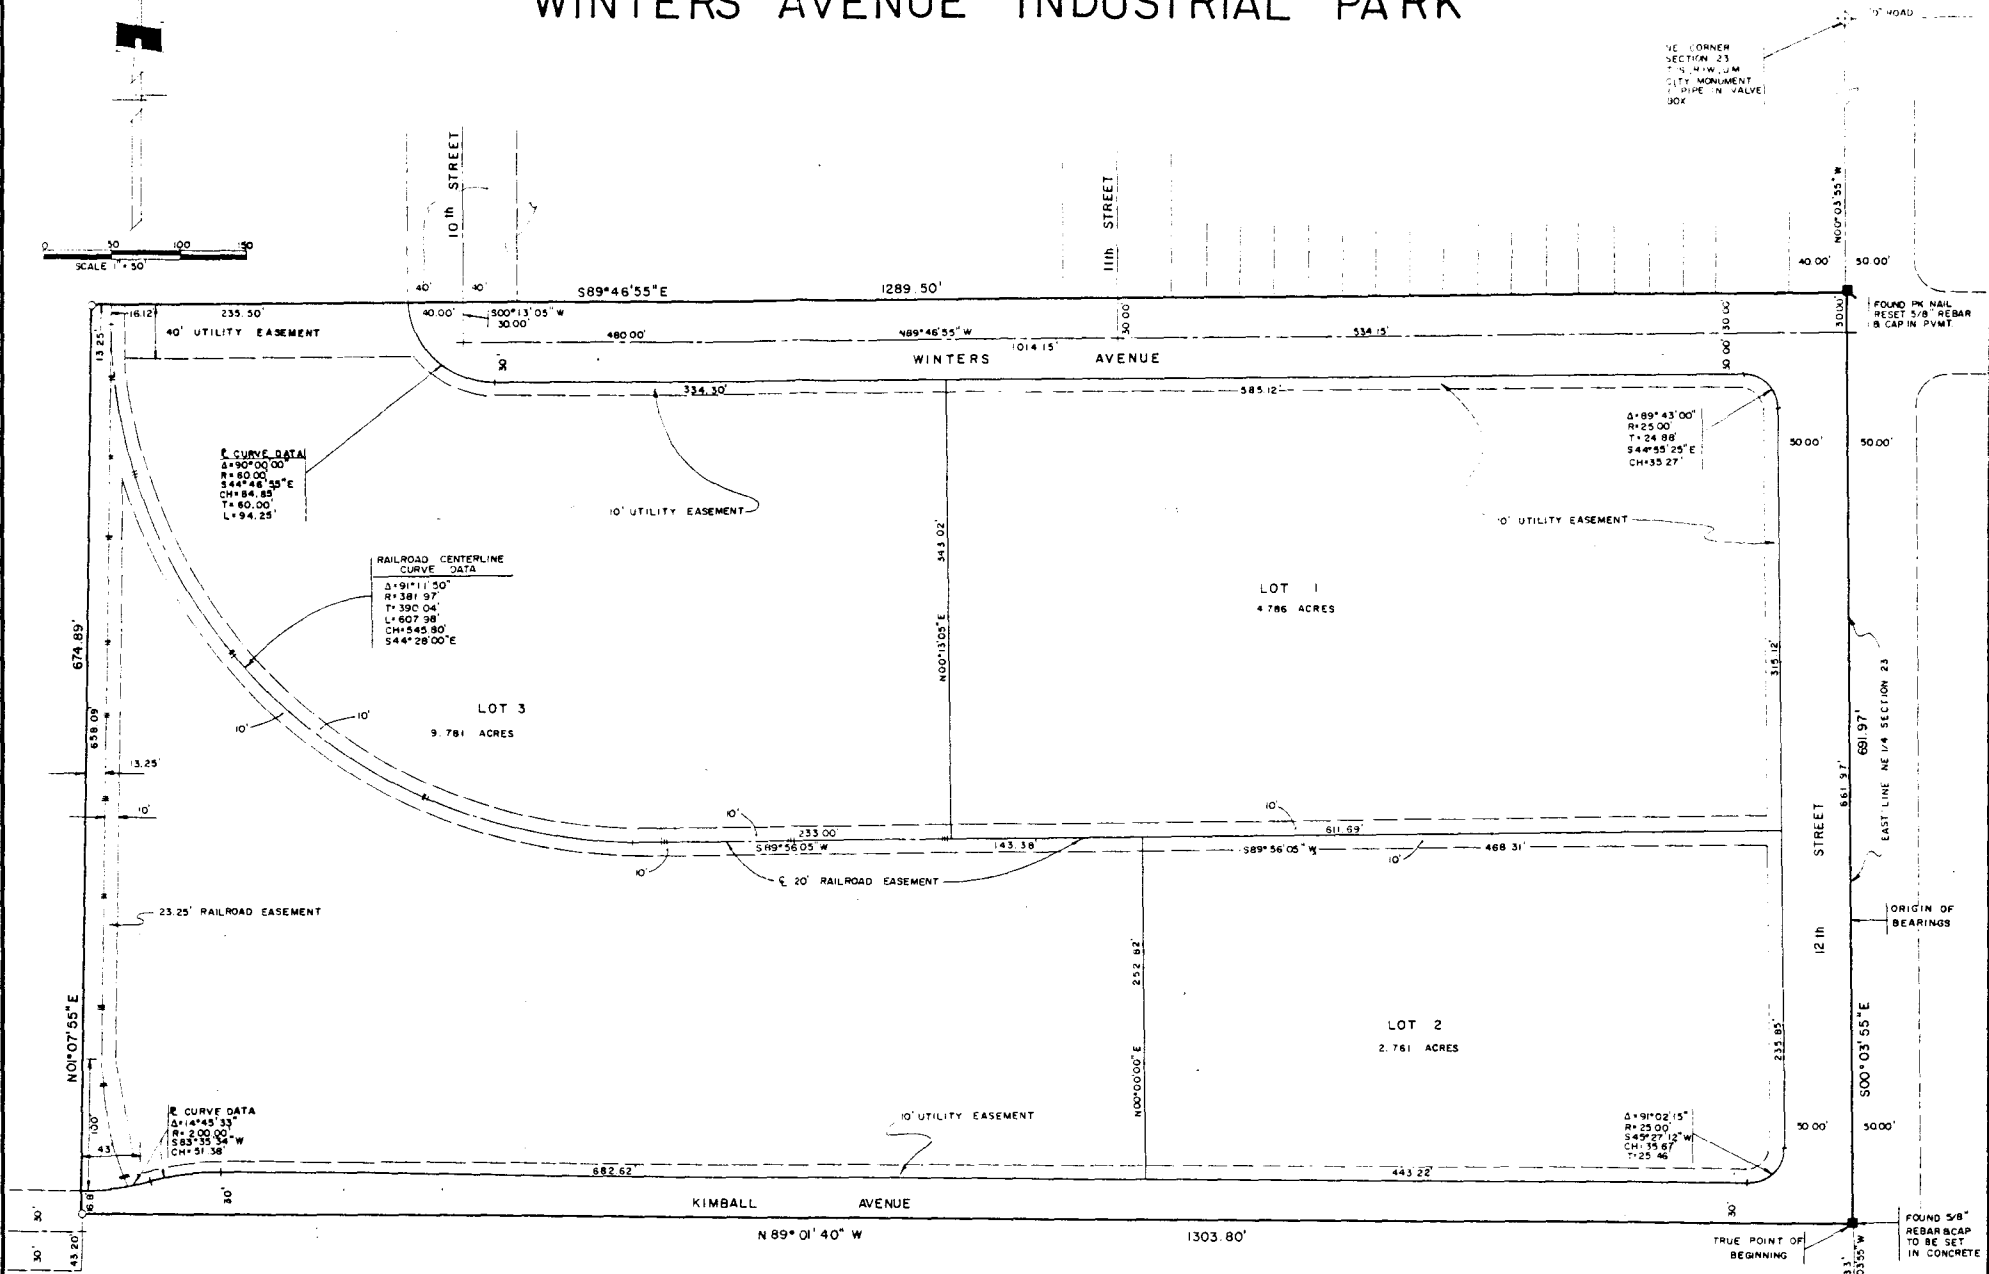 WINTERS AVENUE INDUSTRIAL PARK
"D" ROAD
NE CORNER
SECTION 23
CITY MONUMENT
PIPE IN VALVE
BOX
10th STREET
11th STREET
N00°03'55"W
0 50 100 150
SCALE 1"=50'
40' 40'
S89°46'55"E
1289.50'
40.00' 50.00'
FOUND PK NAIL
RESET 5/8" REBAR
& CAP IN PVMT.
16.12'
235.50'
40.00'
S00°13'05"W
30.00'
13.25'
40' UTILITY EASEMENT
480.00'
N89°46'55"W
1014.15'
534.15'
30.00'
30.00'
30.00'
30.00'
WINTERS AVENUE
30'
334.30'
585.12'
Δ=89°43'00"
R=25.00'
T=24.88'
S44°55'25"E
CH=35.27'
50.00' 50.00'
℄ CURVE DATA
Δ=90°00'00"
R=60.00'
S44°46'55"E
CH=84.85'
T=60.00'
L=94.25'
10' UTILITY EASEMENT
10' UTILITY EASEMENT
343.02'
N00°13'05"E
RAILROAD CENTERLINE
CURVE DATA
Δ=91°11'50"
R=381.97'
T=390.04'
L=607.98'
CH=545.80'
S44°28'00"E
LOT 1
4.786 ACRES
674.89'
658.09'
315.12'
LOT 3
9.781 ACRES
10'
10'
691.97'
661.97'
EAST LINE NE 1/4 SECTION 23
13.25'
10'
10'
233.00'
10'
611.69'
S89°56'05"W
143.38'
S89°56'05"W
468.31'
10'
10'
℄ 20' RAILROAD EASEMENT
12th STREET
23.25' RAILROAD EASEMENT
ORIGIN OF
BEARINGS
252.82'
N00°00'00"E
N01°07'55"E
S00°03'55"E
LOT 2
2.761 ACRES
235.85'
100'
43'
℄ CURVE DATA
Δ=14°45'33"
R=200.00'
S83°35'34"W
CH=51.38'
10' UTILITY EASEMENT
Δ=91°02'15"
R=25.00'
S45°27'12"W
CH=35.67'
T=25.46'
50.00' 50.00'
682.62
443.22'
30'
30'
KIMBALL AVENUE
N89°01'40"W
1303.80'
30'
30'
43.20'
TRUE POINT OF
BEGINNING
FOUND 5/8"
REBAR & CAP
TO BE SET
IN CONCRETE